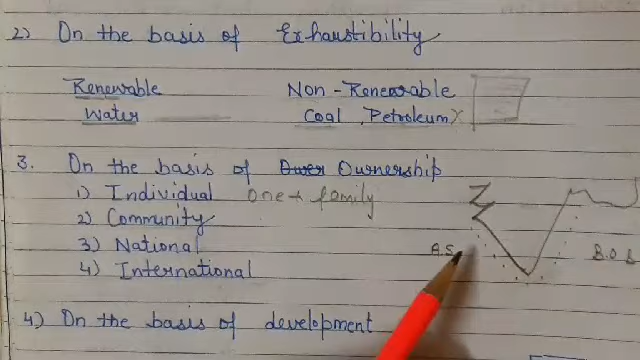 2) On the basis of Exhaustibility
Renewable Non-Renewable
Water Coal, Petroleum
3. On the basis of Ownership
1) Individual one + family
2) Community
3) National
4) International
A.S
B.O.B
4) On the basis of development